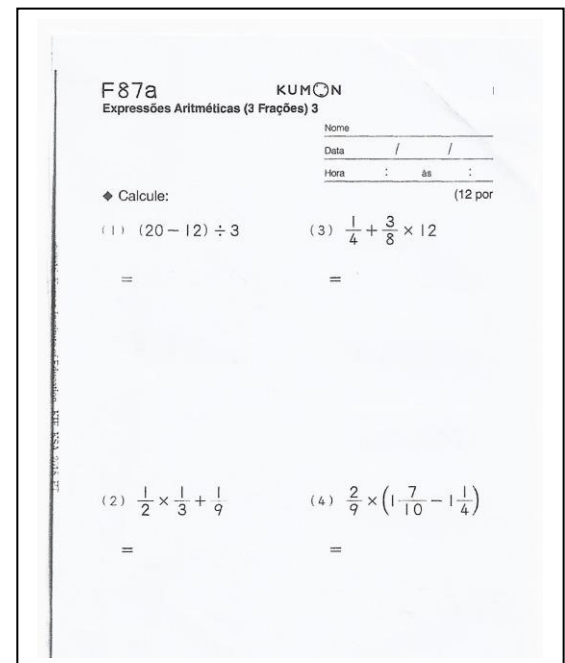 F87a KUMON
Expressões Aritméticas (3 Frações) 3
Nome
Data / /
Hora : às :
◆ Calcule: (12 por
(1) (20 − 12) ÷ 3
=
(2) 1/2 × 1/3 + 1/9
=
(3) 1/4 + 3/8 × 12
=
(4) 2/9 × (1 7/10 − 1 1/4)
=